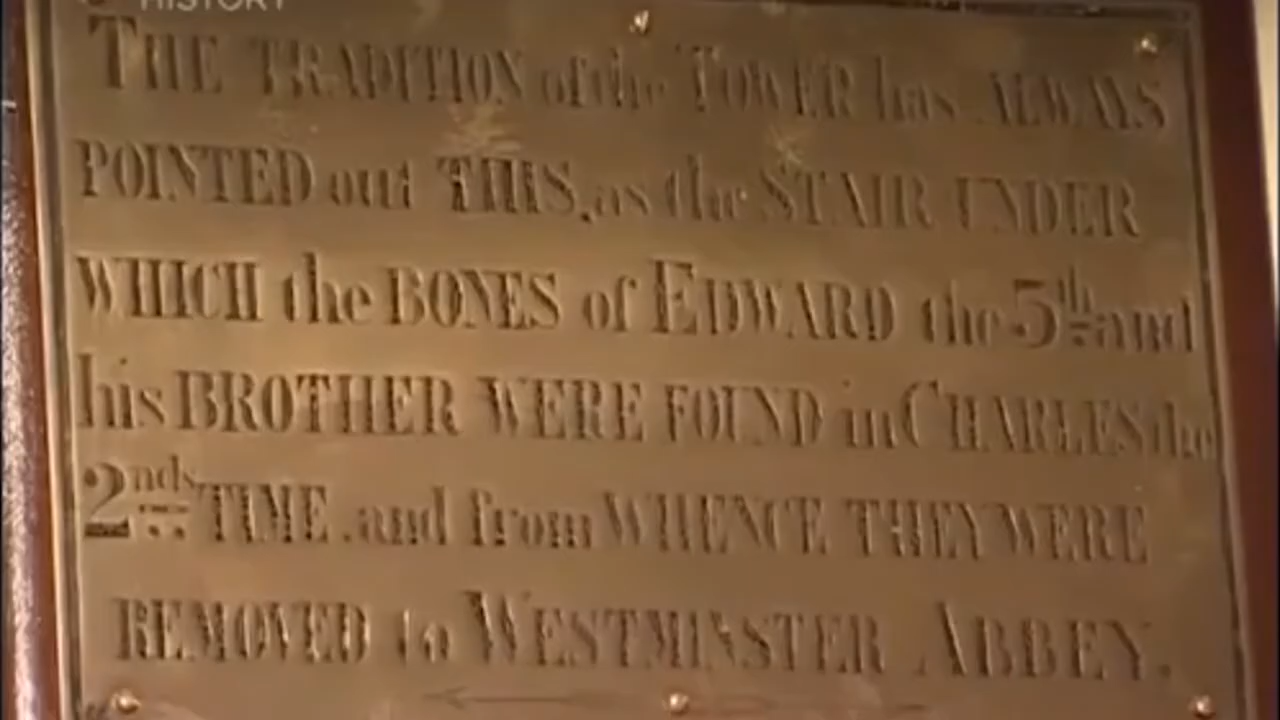 HISTORY
THE TRADITION of the TOWER has ALWAYS
POINTED out THIS, as the STAIR UNDER
WHICH the BONES of EDWARD the 5th and
his BROTHER WERE FOUND in CHARLES the
2nds TIME, and from WHENCE THEY WERE
REMOVED to WESTMINSTER ABBEY.